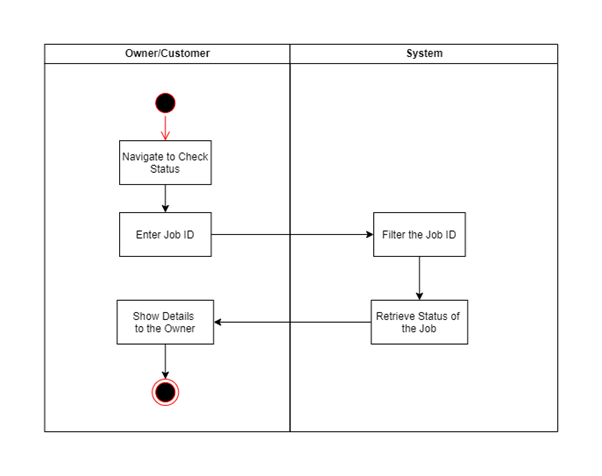 Owner/Customer
System
Navigate to Check
Status
Enter Job ID
Filter the Job ID
Show Details
to the Owner
Retrieve Status of
the Job